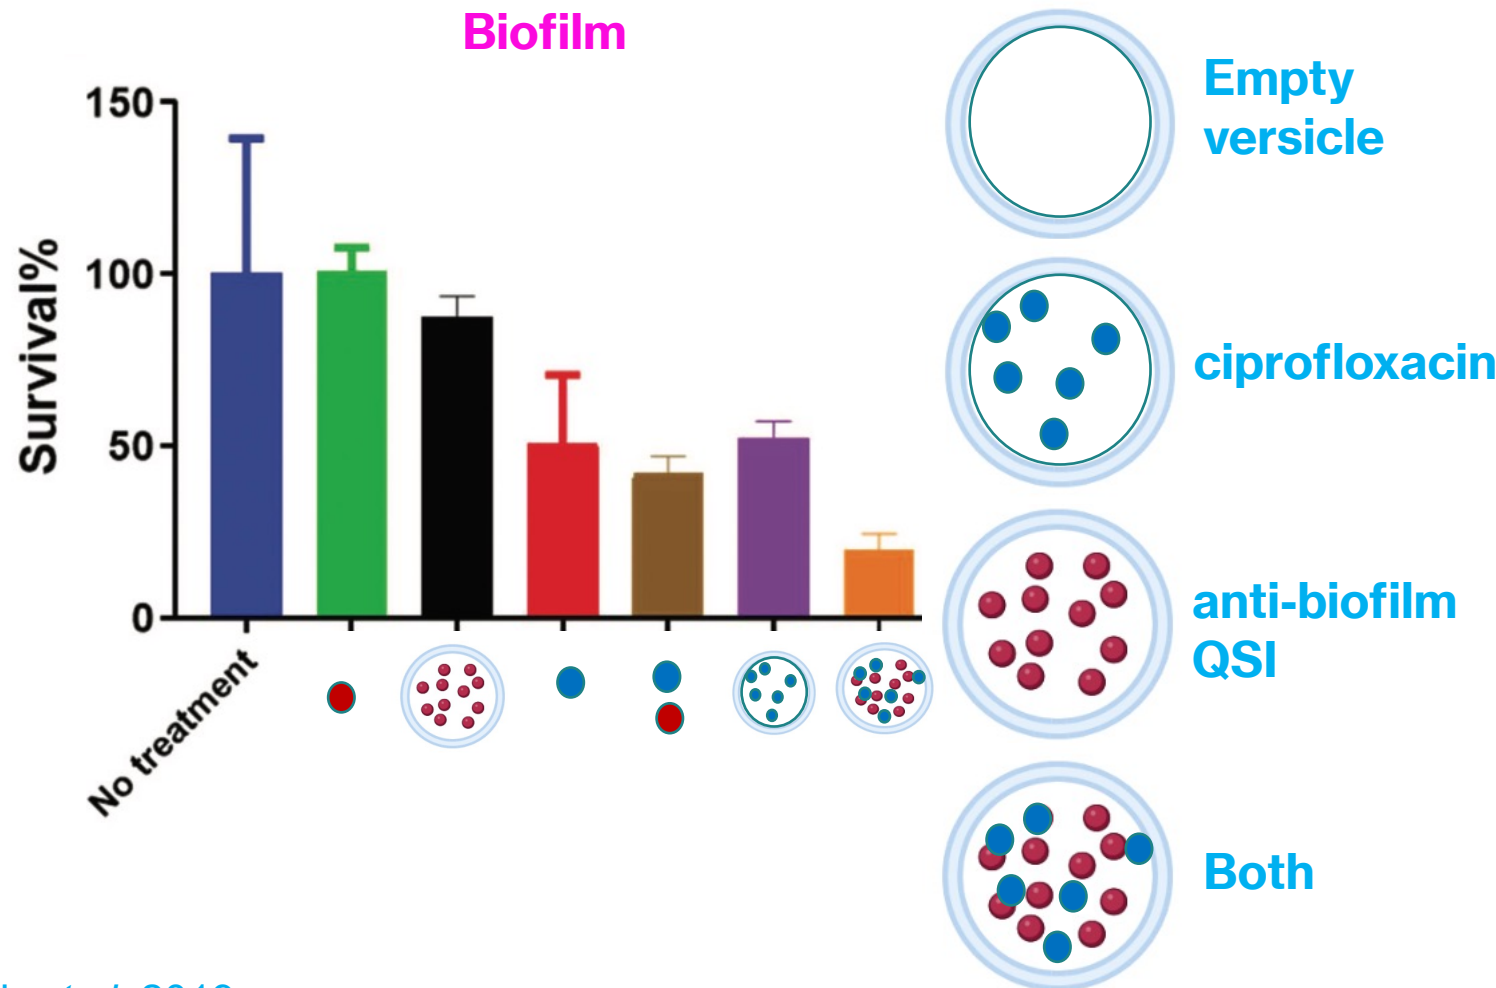 Biofilm
150
100
50
0
Survival%
No treatment
Empty
versicle
ciprofloxacin
anti-biofilm
QSI
Both